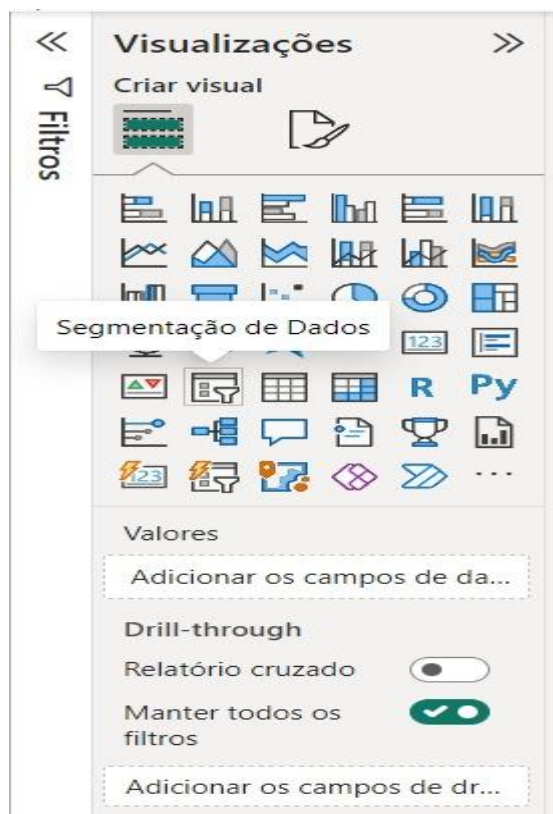 Visualizações
Criar visual
Filtros
Segmentação de Dados
123
R
Py
123
Valores
Adicionar os campos de da...
Drill-through
Relatório cruzado
Manter todos os
filtros
Adicionar os campos de dr...